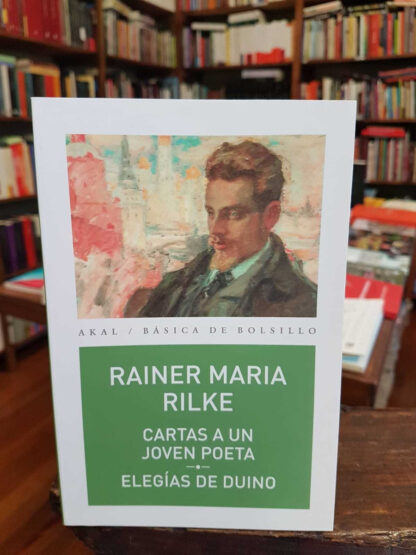 AKAL / BÁSICA DE BOLSILLO
RAINER MARIA
RILKE
CARTAS A UN
JOVEN POETA
ELEGÍAS DE DUINO